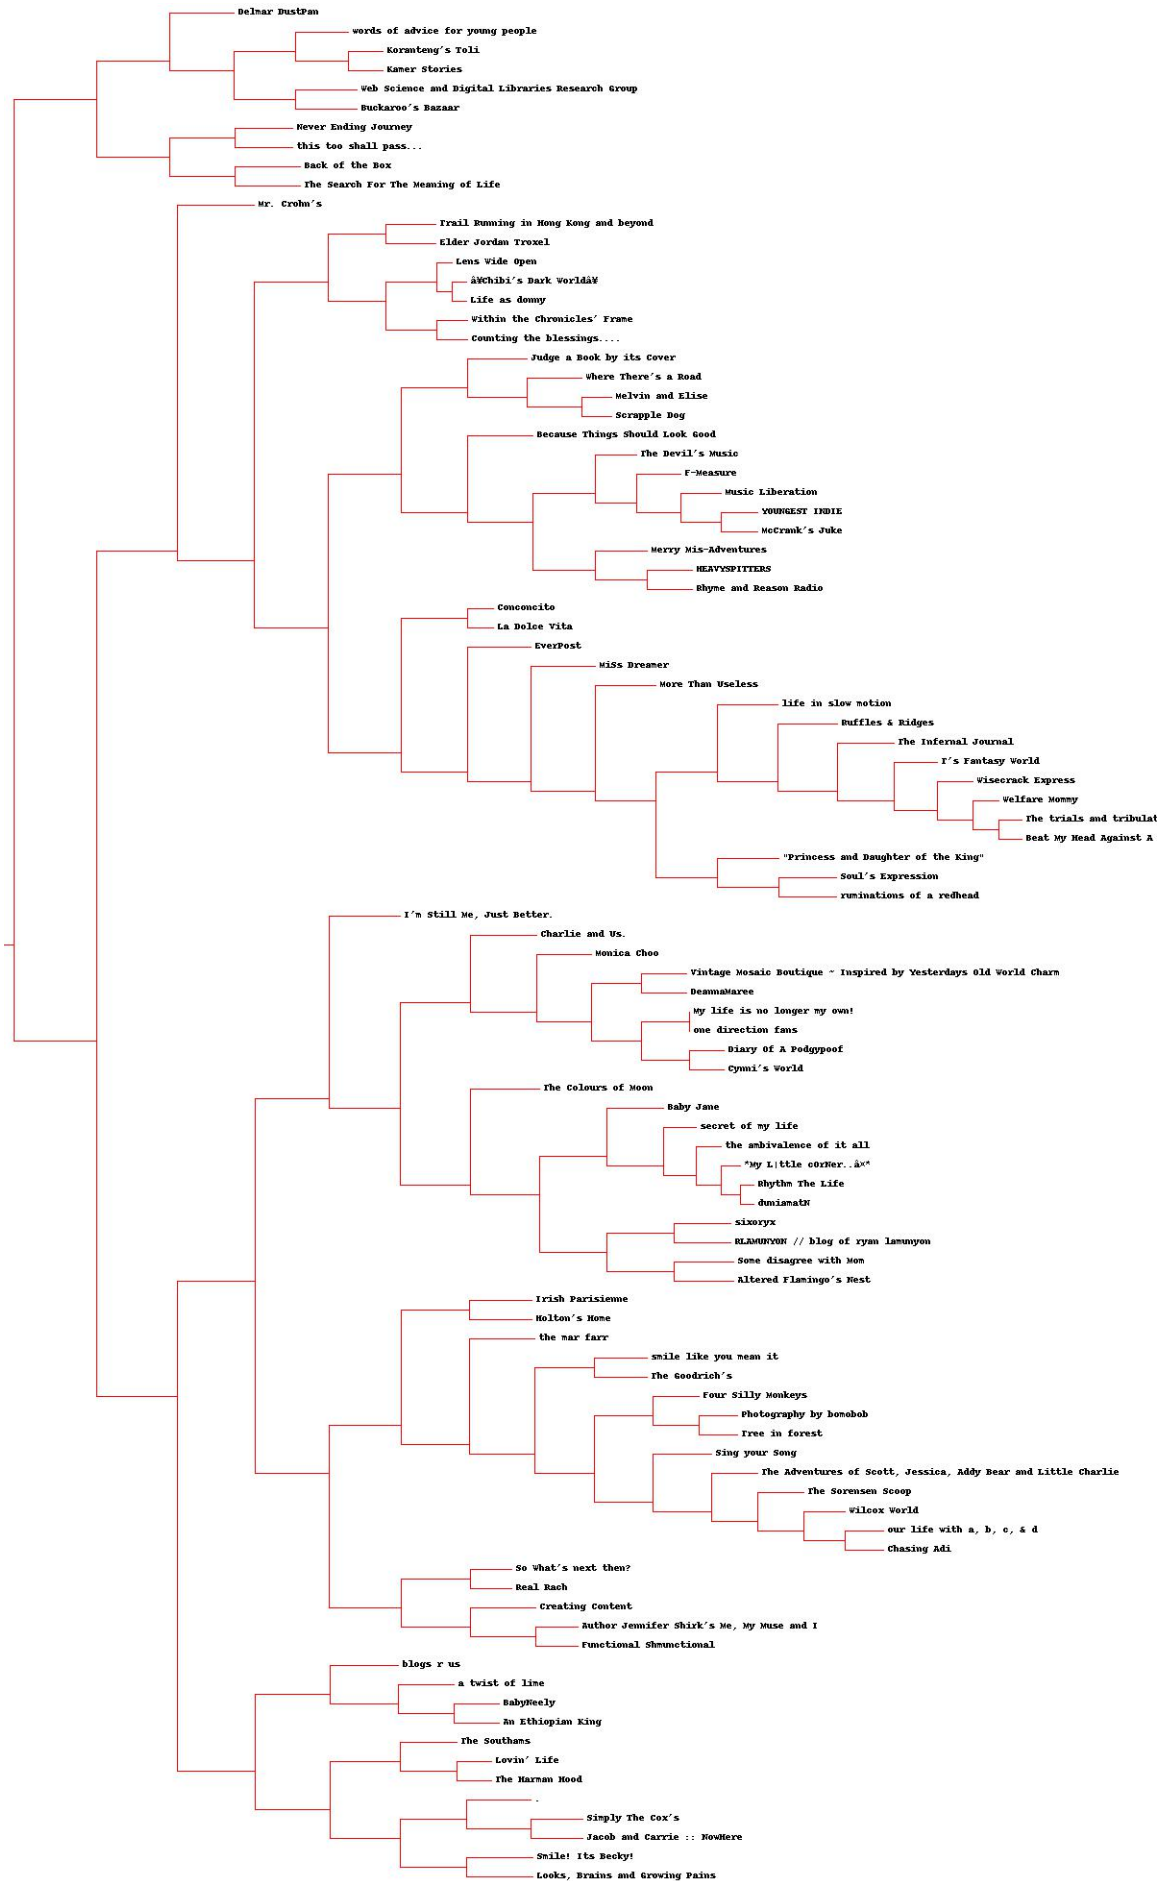 Delmar DustPan
words of advice for young people
Koranteng's Toli
Kamer Stories
Web Science and Digital Libraries Research Group
Buckaroo's Bazaar
Never Ending Journey
this too shall pass...
Back of the Box
The Search For The Meaning of Life
Mr. Crohn's
Trail Running in Hong Kong and beyond
Elder Jordan Troxel
Lens Wide Open
â¥Chibi's Dark Worldâ¥
Life as donny
Within the Chronicles' Frame
Counting the blessings....
Judge a Book by its Cover
Where There's a Road
Melvin and Elise
Scrapple Dog
Because Things Should Look Good
The Devil's Music
F-Measure
Music Liberation
YOUNGEST INDIE
McCrank's Juke
Merry Mis-Adventures
HEAVYSPITTERS
Rhyme and Reason Radio
Conconcito
La Dolce Vita
EverPost
MiSs Dreamer
More Than Useless
life in slow motion
Ruffles & Ridges
The Infernal Journal
T's Fantasy World
Wisecrack Express
Welfare Mommy
The trials and tribulat
Beat My Head Against A
"Princess and Daughter of the King"
Soul's Expression
ruminations of a redhead
I'm Still Me, Just Better.
Charlie and Us.
Monica Choo
Vintage Mosaic Boutique ~ Inspired by Yesterdays Old World Charm
DeannaMaree
My life is no longer my own!
one direction fans
Diary Of A Podgypoof
Cynni's World
The Colours of Moon
Baby Jane
secret of my life
the ambivalence of it all
*My L|ttle c0rNer..â¤*
Rhythm The Life
duniamatN
sixoryx
RLAMUNYON // blog of ryan lamunyon
Some disagree with Mom
Altered Flamingo's Nest
Irish Parisienne
Holton's Home
the mar farr
smile like you mean it
The Goodrich's
Four Silly Monkeys
Photography by bomobob
Tree in forest
Sing your Song
The Adventures of Scott, Jessica, Addy Bear and Little Charlie
The Sorensen Scoop
Wilcox World
our life with a, b, c, & d
Chasing Adi
So What's next then?
Real Rach
Creating Content
Author Jennifer Shirk's Me, My Muse and I
Functional Shmunctional
blogs r us
a twist of lime
BabyNeely
An Ethiopian King
The Southams
Lovin' Life
The Harman Hood
.
Simply The Cox's
Jacob and Carrie :: NowHere
Smile! Its Becky!
Looks, Brains and Growing Pains